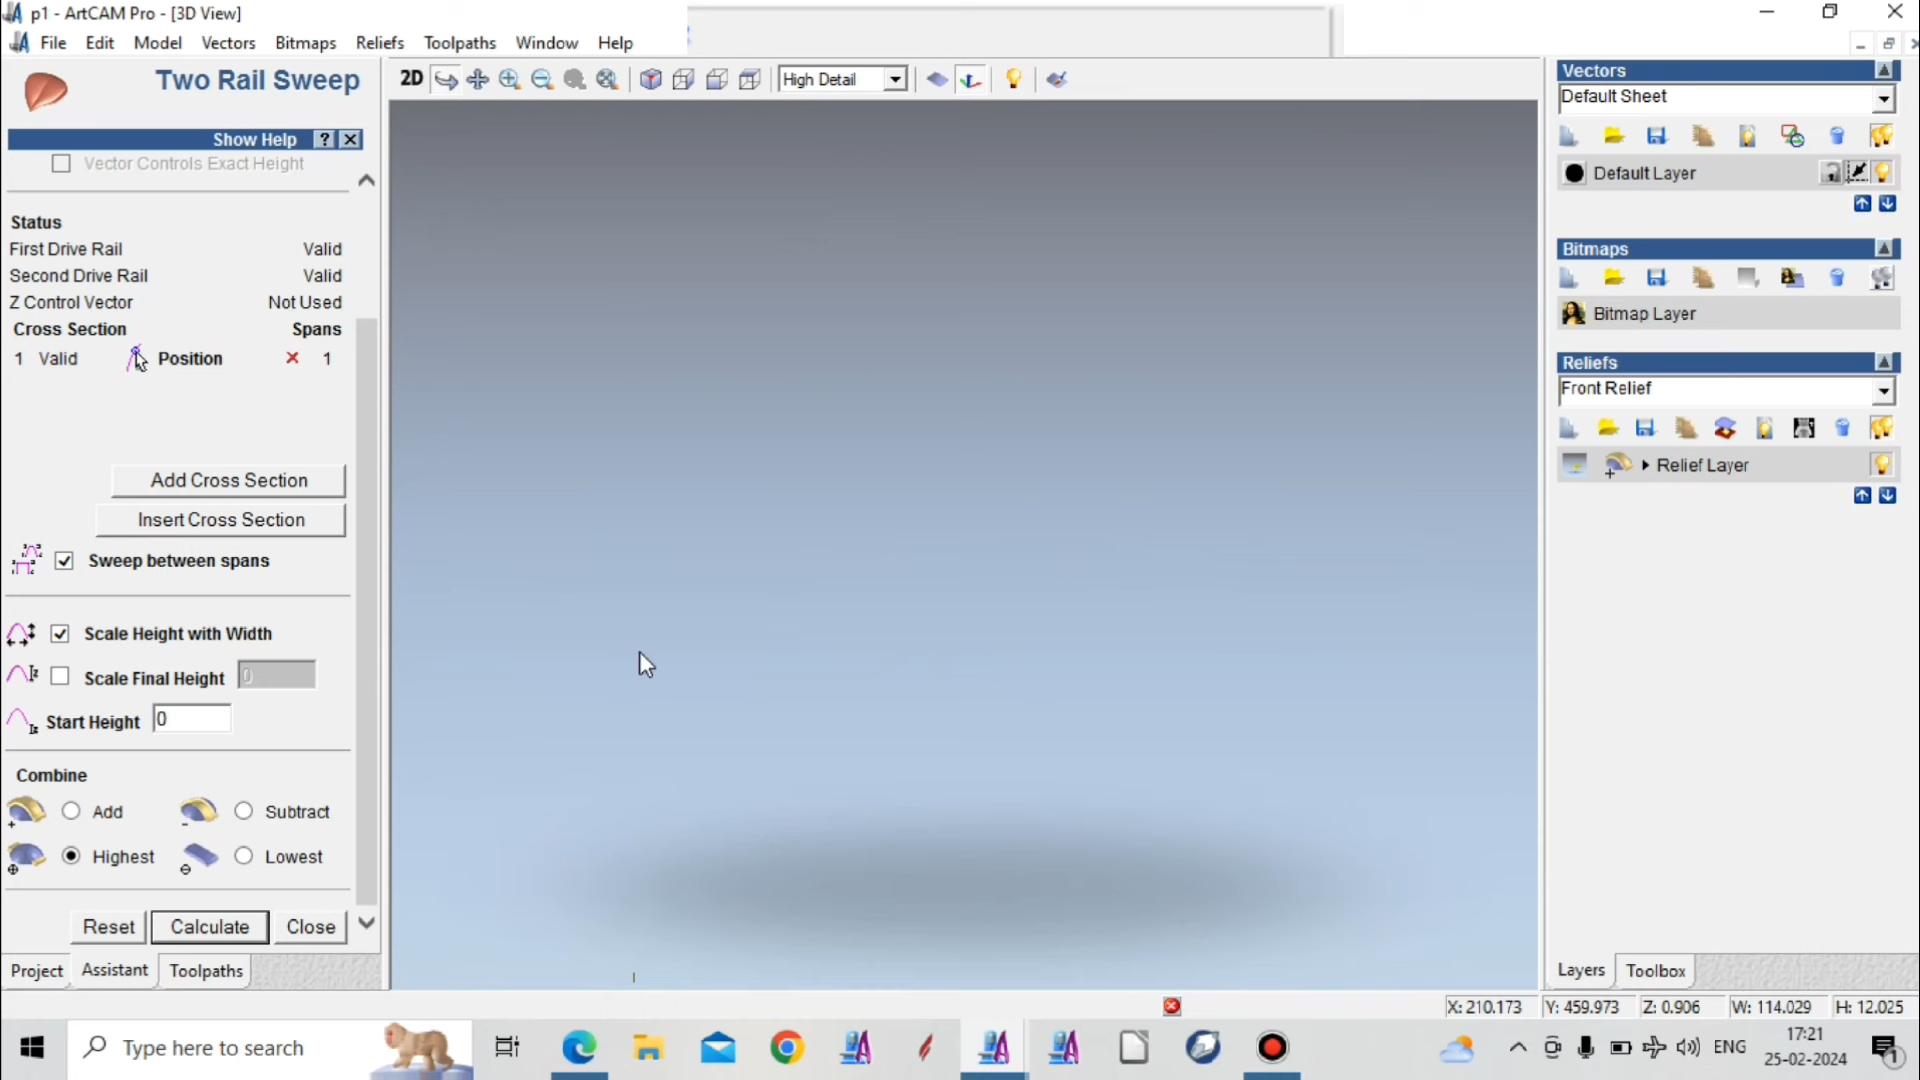 p1 - ArtCAM Pro - [3D View]
File Edit Model Vectors Bitmaps Reliefs Toolpaths Window Help
Two Rail Sweep
Show Help ?
Vector Controls Exact Height
Status
First Drive Rail Valid
Second Drive Rail Valid
Z Control Vector Not Used
Cross Section Spans
1 Valid Position 1
Add Cross Section
Insert Cross Section
Sweep between spans
Scale Height with Width
Scale Final Height 0
Start Height 0
Combine
Add Subtract
Highest Lowest
Reset Calculate Close
Project Assistant Toolpaths
2D High Detail
Vectors
Default Sheet
Default Layer
Bitmaps
Bitmap Layer
Reliefs
Front Relief
Relief Layer
Layers Toolbox
X: 210.173 Y: 459.973 Z: 0.906 W: 114.029 H: 12.025
Type here to search
ENG
17:21
25-02-2024
1